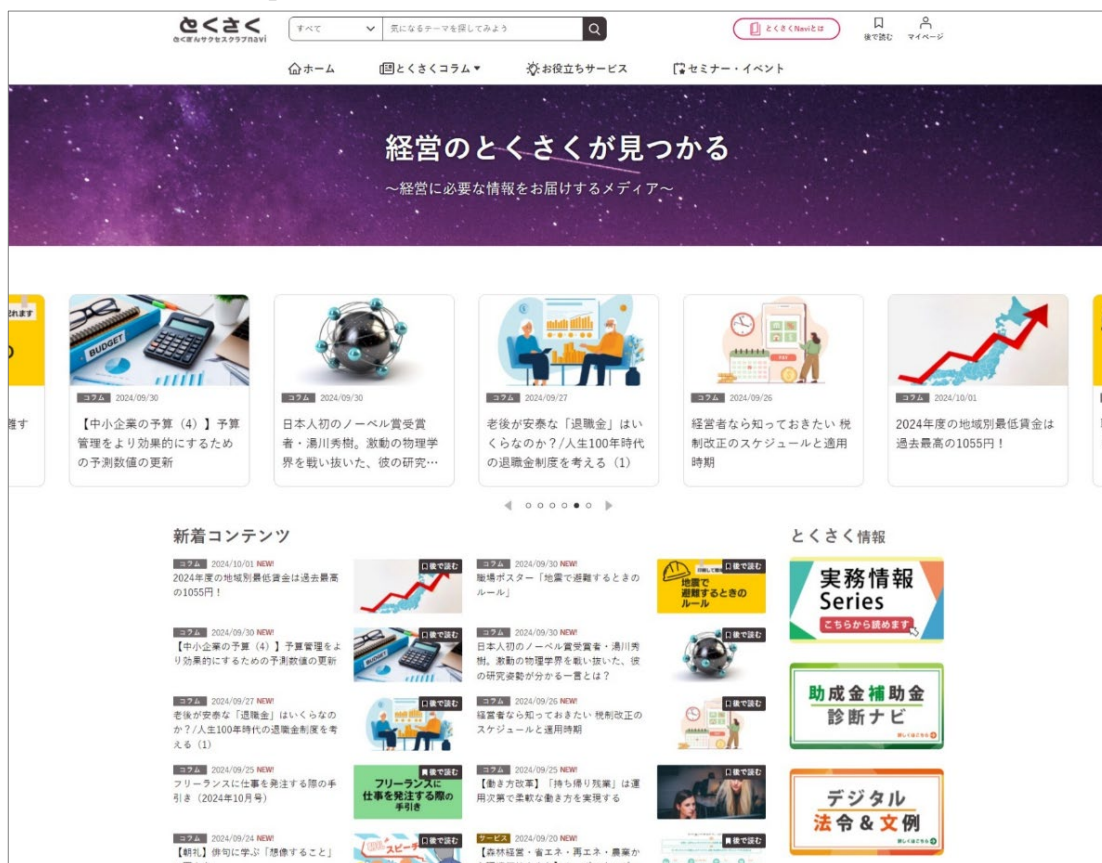 とくさく
とくぎんサクセスクラブnavi
すべて
気になるテーマを探してみよう
とくさくNaviとは
後で読む
マイページ
ホーム
とくさくコラム▼
お役立ちサービス
セミナー・イベント
経営のとくさくが見つかる
～経営に必要な情報をお届けするメディア～
BUDGET
コラム 2024/09/30
【中小企業の予算（4）】予算
管理をより効果的にするため
の予測数値の更新
コラム 2024/09/30
日本人初のノーベル賞受賞
者・湯川秀樹。激動の物理学
界を戦い抜いた、彼の研究…
コラム 2024/09/27
老後が安泰な「退職金」はい
くらなのか?/人生100年時代
の退職金制度を考える（1）
コラム 2024/09/26
経営者なら知っておきたい 税
制改正のスケジュールと適用
時期
コラム 2024/10/01
2024年度の地域別最低賃金は
過去最高の1055円！
新着コンテンツ
コラム 2024/10/01 NEW!
2024年度の地域別最低賃金は過去最高
の1055円！
後で読む
コラム 2024/09/30 NEW!
職場ポスター「地震で避難するときの
ルール」
後で読む
地震で
避難するときの
ルール
コラム 2024/09/30 NEW!
【中小企業の予算（4）】予算管理をよ
り効果的にするための予測数値の更新
後で読む
BUDGET
コラム 2024/09/30 NEW!
日本人初のノーベル賞受賞者・湯川秀
樹。激動の物理学界を戦い抜いた、彼
の研究姿勢が分かる一言とは？
後で読む
コラム 2024/09/27 NEW!
老後が安泰な「退職金」はいくらなの
か?/人生100年時代の退職金制度を考
える（1）
後で読む
コラム 2024/09/26 NEW!
経営者なら知っておきたい 税制改正の
スケジュールと適用時期
後で読む
コラム 2024/09/25 NEW!
フリーランスに仕事を発注する際の手
引き（2024年10月号）
後で読む
フリーランスに
仕事を発注する際の
手引き
コラム 2024/09/25 NEW!
【働き方改革】「持ち帰り残業」は運
用次第で柔軟な働き方を実現する
後で読む
コラム 2024/09/24 NEW!
【朝礼】俳句に学ぶ「想像すること」
後で読む
スピーチ
サービス 2024/09/20 NEW!
【森林経営・省エネ・再エネ・農業か
後で読む
とくさく情報
実務情報
Series
こちらから読めます
助成金補助金
診断ナビ
詳しくはこちら
デジタル
法令＆文例
詳しくはこちら